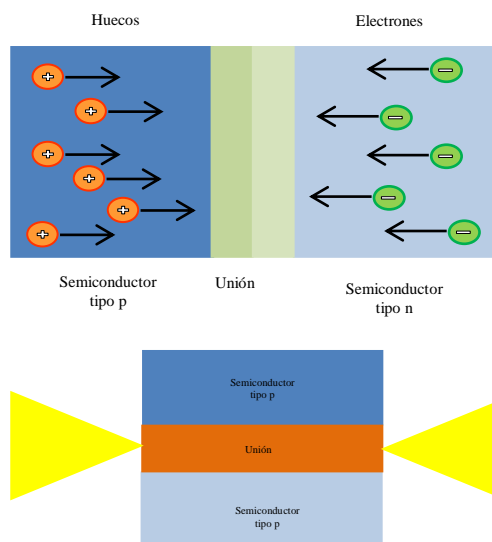 Huecos
Electrones
+
+
+
+
+
+
−
−
−
−
−
Semiconductor
tipo p
Unión
Semiconductor
tipo n
Semiconductor
tipo p
Unión
Semiconductor
tipo p